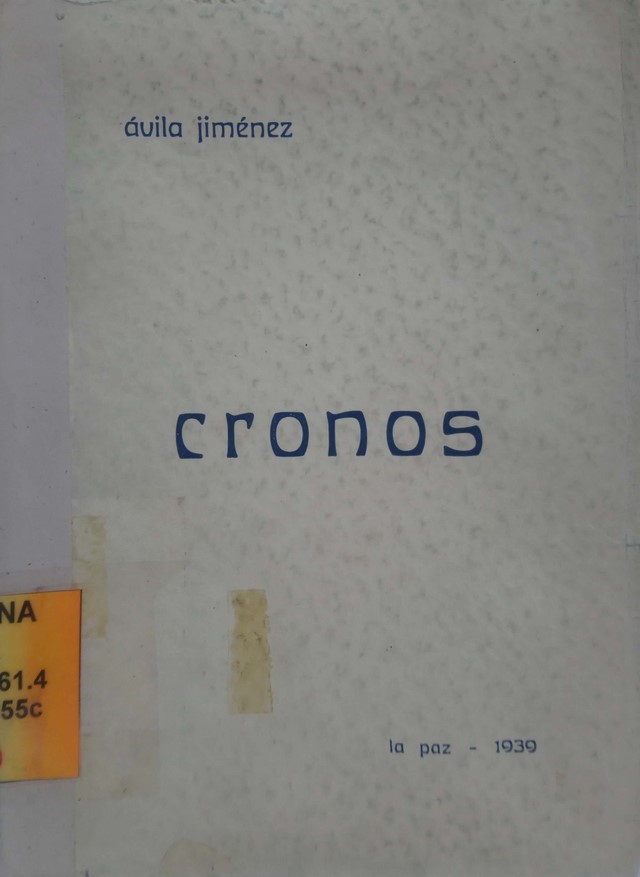 ávila jiménez
cronos
NA
61.4
55c
la paz - 1939